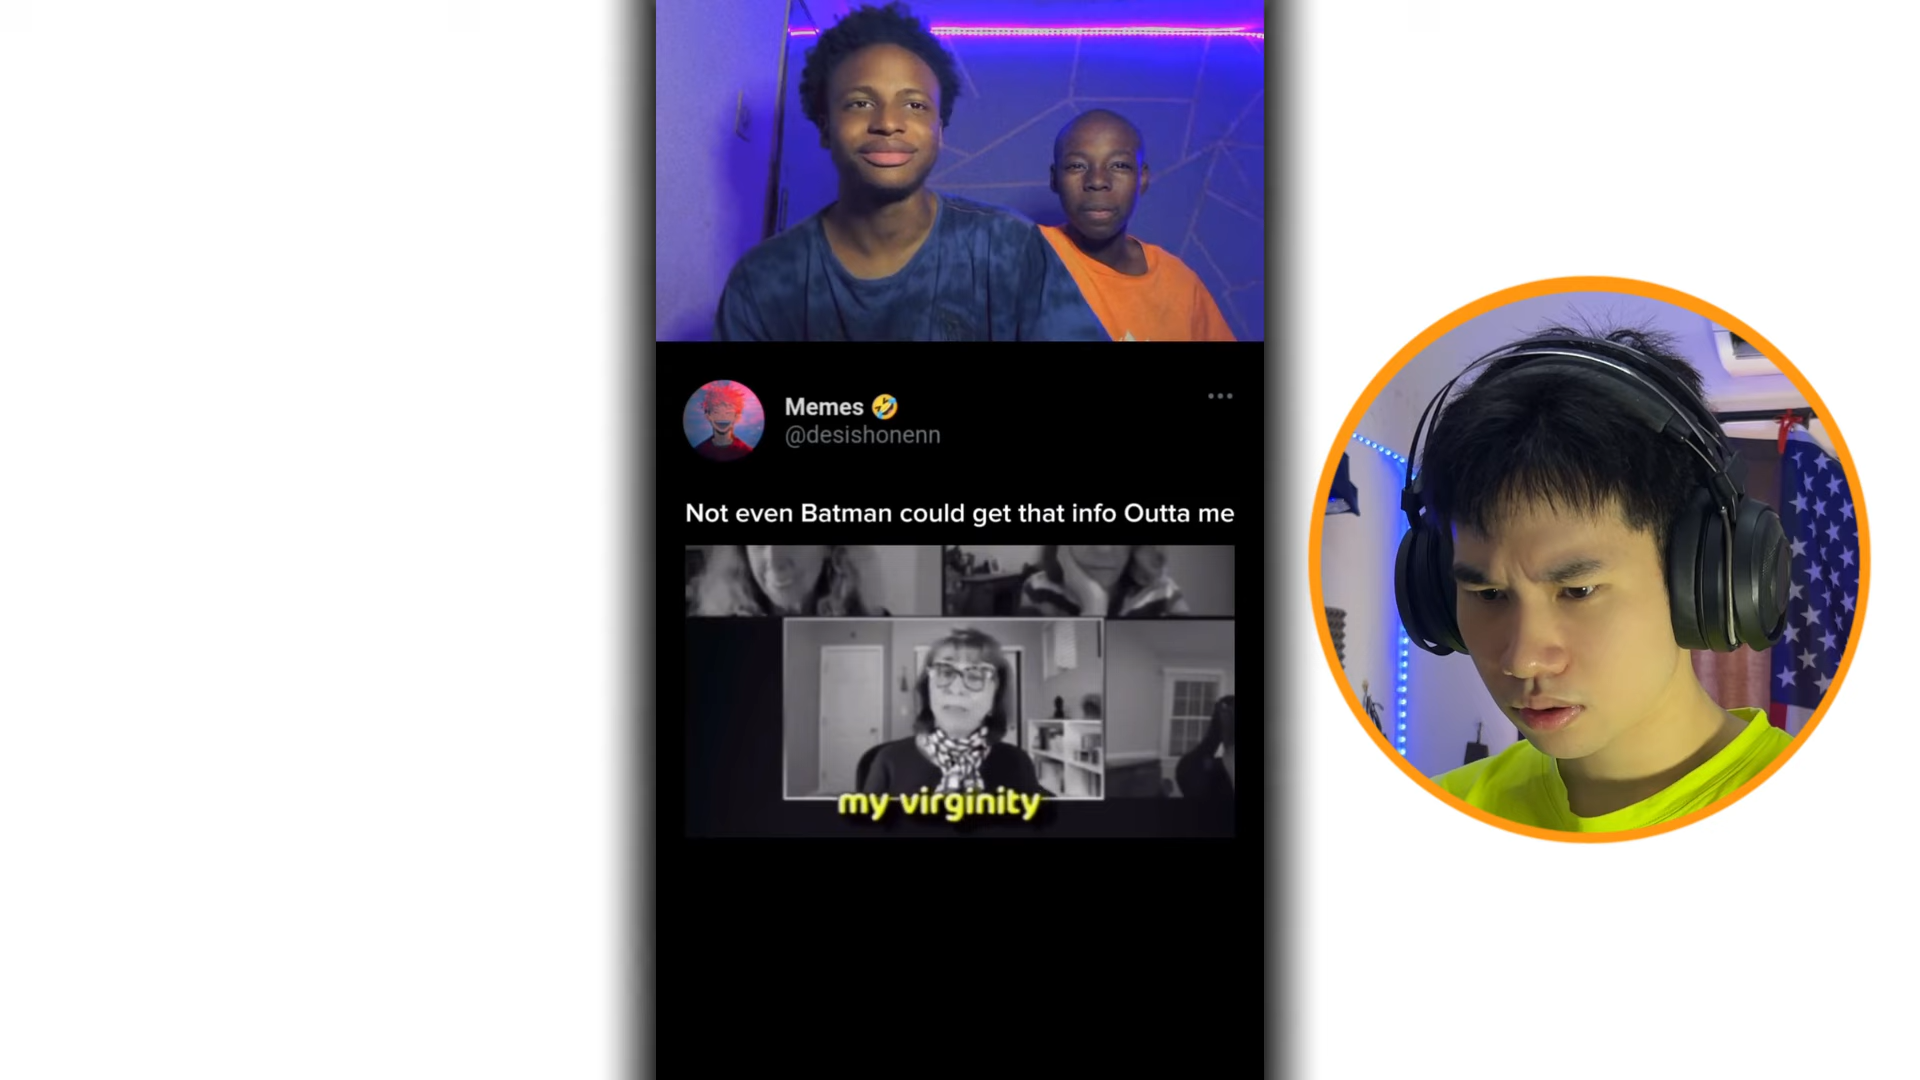 Memes 🤣
@desishonenn
Not even Batman could get that info Outta me
my virginity